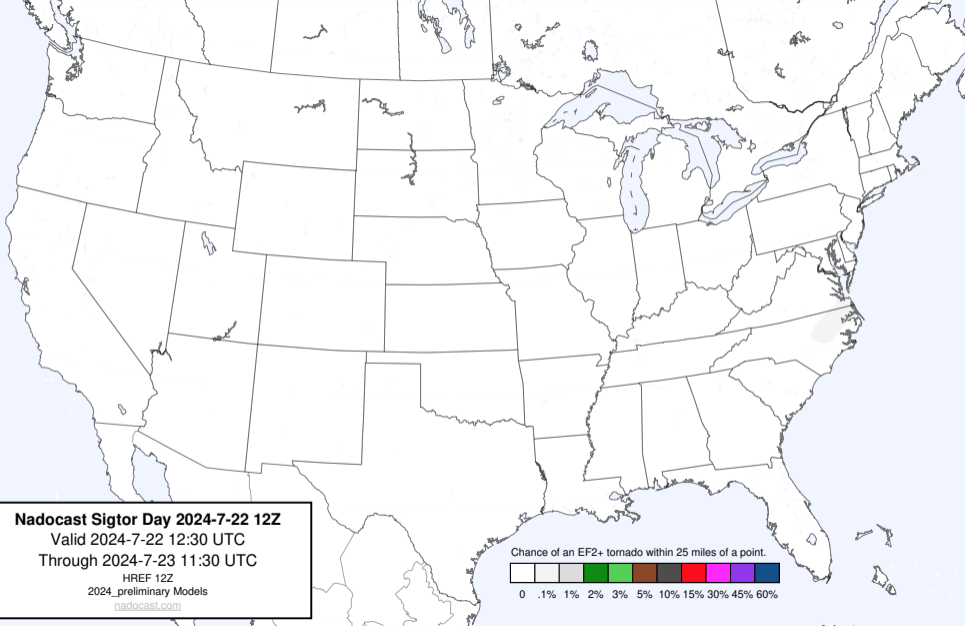 Nadocast Sigtor Day 2024-7-22 12Z
Valid 2024-7-22 12:30 UTC
Through 2024-7-23 11:30 UTC
HREF 12Z
2024_preliminary Models
nadocast.com
Chance of an EF2+ tornado within 25 miles of a point.
0 .1% 1% 2% 3% 5% 10% 15% 30% 45% 60%